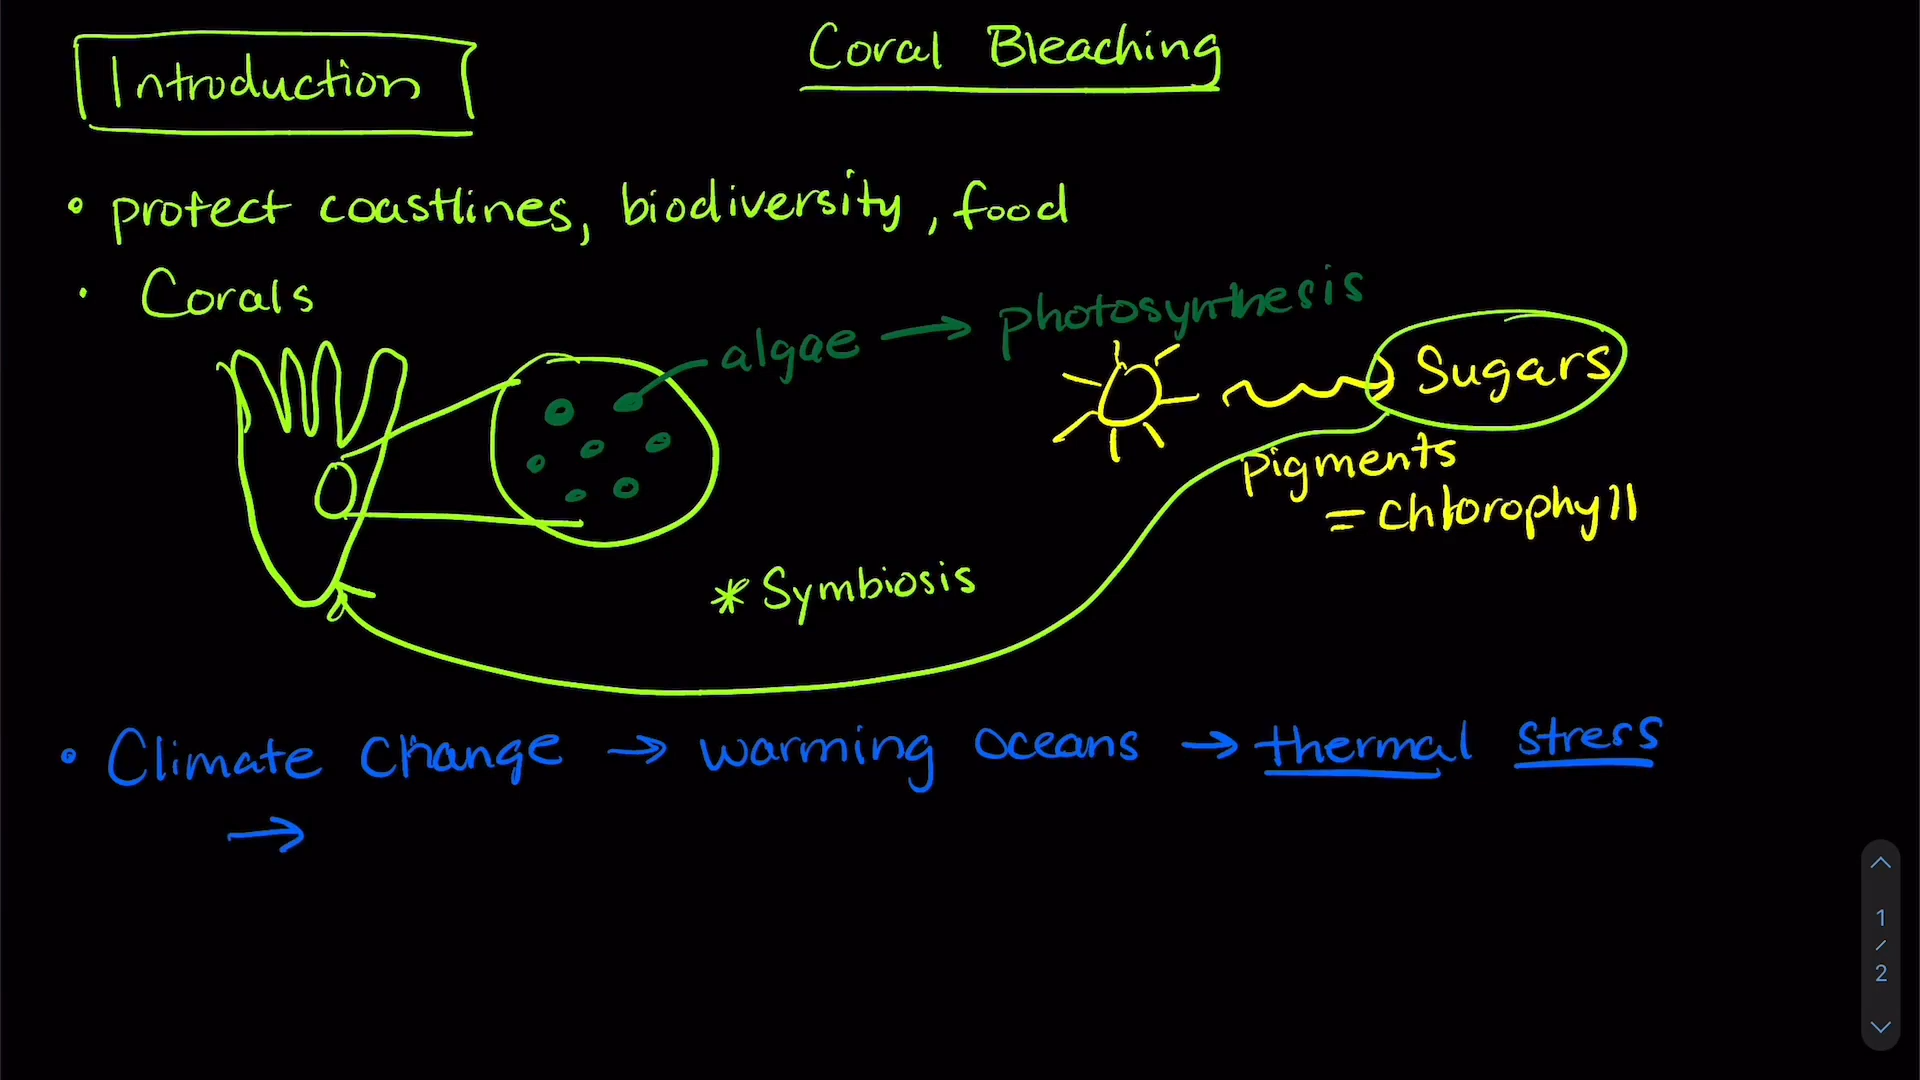 Coral Bleaching
Introduction
• protect coastlines, biodiversity, food
• Corals
algae → photosynthesis
Sugars
pigments
= chlorophyll
* Symbiosis
• Climate change → warming oceans → thermal stress
→
1
/
2